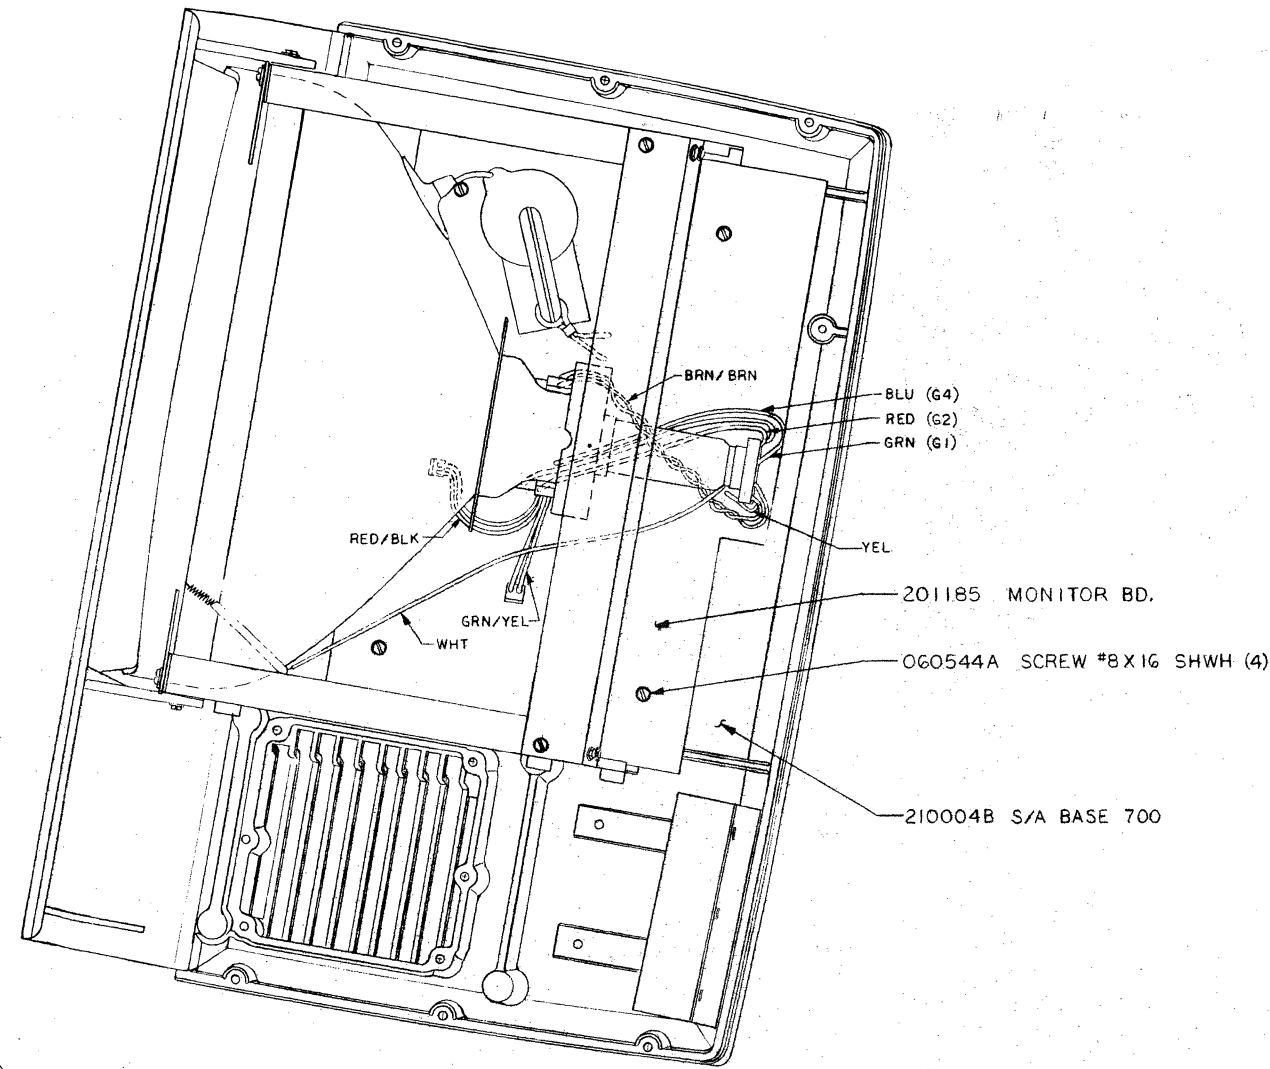 BRN/BRN
BLU (G4)
RED (G2)
GRN (G1)
RED/BLK
YEL
201185 MONITOR BD.
GRN/YEL
WHT
060544A SCREW #8X16 SHWH (4)
210004B S/A BASE 700